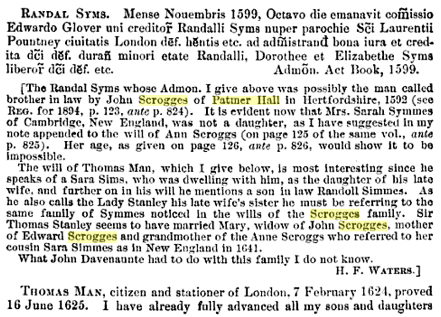 RANDAL SYMS. Mense Nouembris 1599, Octavo die emanavit com̃issio
Edwardo Glover uni creditor̃ Randalli Syms nuper parochie Sc̃i Laurentii
Pountney ciuitatis London def̃. hẽntis etc. ad adm̃istrand bona iura et cred-
ita dc̃i def̃. durañ minori etate Randalli, Dorothee et Elizabethe Syms
liberor̃ dc̃i def̃. etc. Admõn. Act Book, 1599.
[The Randal Syms whose Admon. I give above was possibly the man called
brother in law by John Scrogges of Patmer Hall in Hertfordshire, 1592 (see
REG. for 1894, p. 123, ante p. 824). It is evident now that Mrs. Sarah Symmes
of Cambridge, New England, was not a daughter, as I have suggested in my
note appended to the will of Ann Scroggs (on page 125 of the same vol., ante
p. 825). Her age, as given on page 126, ante p. 826, would show it to be
impossible.
The will of Thomas Man, which I give below, is most interesting since he
speaks of a Sara Sims, who was dwelling with him, as the daughter of his late
wife, and further on in his will he mentions a son in law Randoll Simmes. As
he also calls the Lady Stanley his late wife's sister he must be referring to the
same family of Symmes noticed in the wills of the Scrogges family. Sir
Thomas Stanley seems to have married Mary, widow of John Scrogges, mother
of Edward Scrogges and grandmother of the Anne Scroggs who referred to her
cousin Sara Simmes as in New England in 1641.
What John Davenaunte had to do with this family I do not know.
H. F. WATERS.]
THOMAS MAN, citizen and stationer of London, 7 February 1624, proved
16 June 1625. I have already fully advanced all my sons and daughters